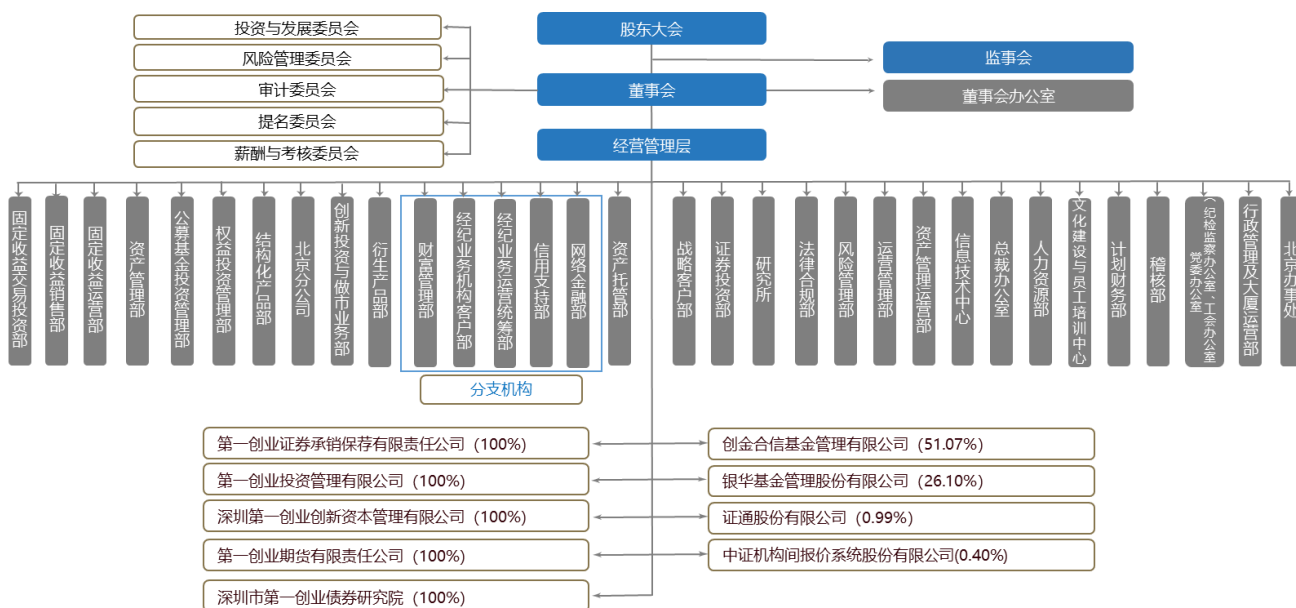 投资与发展委员会
风险管理委员会
审计委员会
提名委员会
薪酬与考核委员会
股东大会
监事会
董事会
董事会办公室
经营管理层
固定收益交易投资部
固定收益销售部
固定收益运营部
资产管理部
公募基金投资管理部
权益投资管理部
结构化产品部
北京分公司
创新投资与做市业务部
衍生产品部
财富管理部
经纪业务机构客户部
经纪业务运营统筹部
信用支持部
网络金融部
资产托管部
战略客户部
证券投资部
研究所
法律合规部
风险管理部
运营管理部
资产管理运营部
信息技术中心
总裁办公室
人力资源部
文化建设与员工培训中心
计划财务部
稽核部
党委办公室
（纪检监察办公室、工会办公室
行政管理及大厦运营部
北京办事处
分支机构
第一创业证券承销保荐有限责任公司（100%）
创金合信基金管理有限公司（51.07%）
第一创业投资管理有限公司（100%）
银华基金管理股份有限公司（26.10%）
深圳第一创业创新资本管理有限公司（100%）
证通股份有限公司（0.99%）
第一创业期货有限责任公司（100%）
中证机构间报价系统股份有限公司(0.40%)
深圳市第一创业债券研究院（100%）